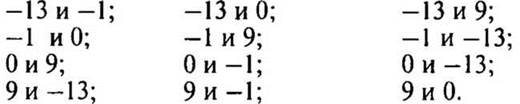 −13 и −1; −13 и 0; −13 и 9;
−1 и 0; −1 и 9; −1 и −13;
0 и 9; 0 и −1; 0 и −13;
9 и −13; 9 и −1; 9 и 0.